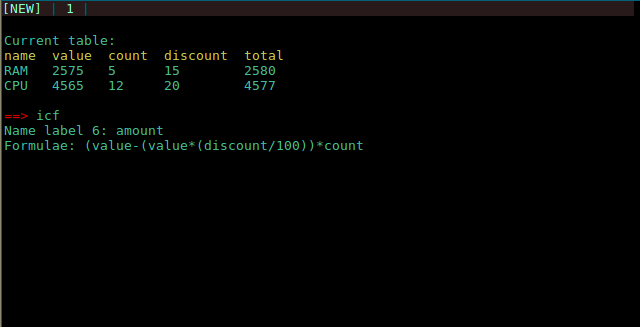 [NEW] | 1 |
Current table:
name value count discount total
RAM 2575 5 15 2580
CPU 4565 12 20 4577
==> icf
Name label 6: amount
Formulae: (value-(value*(discount/100))*count